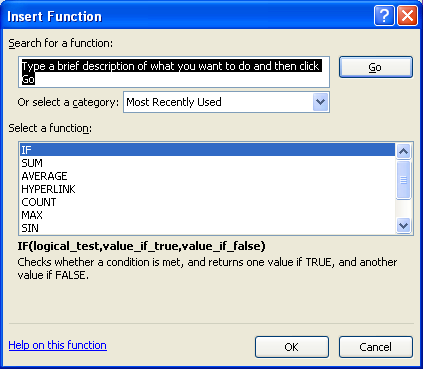 Insert Function
Search for a function:
Type a brief description of what you want to do and then click
Go
Go
Or select a category: Most Recently Used
Select a function:
IF
SUM
AVERAGE
HYPERLINK
COUNT
MAX
SIN
IF(logical_test,value_if_true,value_if_false)
Checks whether a condition is met, and returns one value if TRUE, and another
value if FALSE.
Help on this function
OK
Cancel